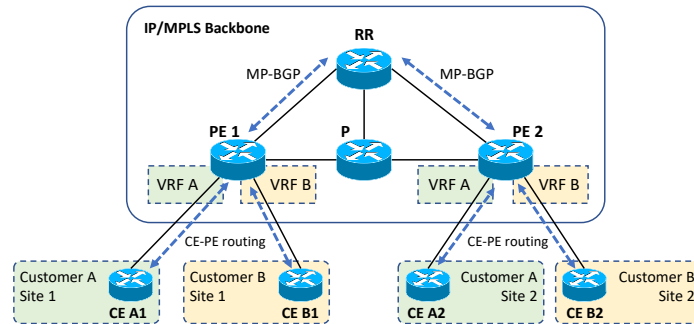 IP/MPLS Backbone
RR
MP-BGP
MP-BGP
PE 1
P
PE 2
VRF A
VRF B
VRF A
VRF B
CE-PE routing
CE-PE routing
Customer A
Site 1
CE A1
Customer B
Site 1
CE B1
Customer A
Site 2
CE A2
Customer B
Site 2
CE B2